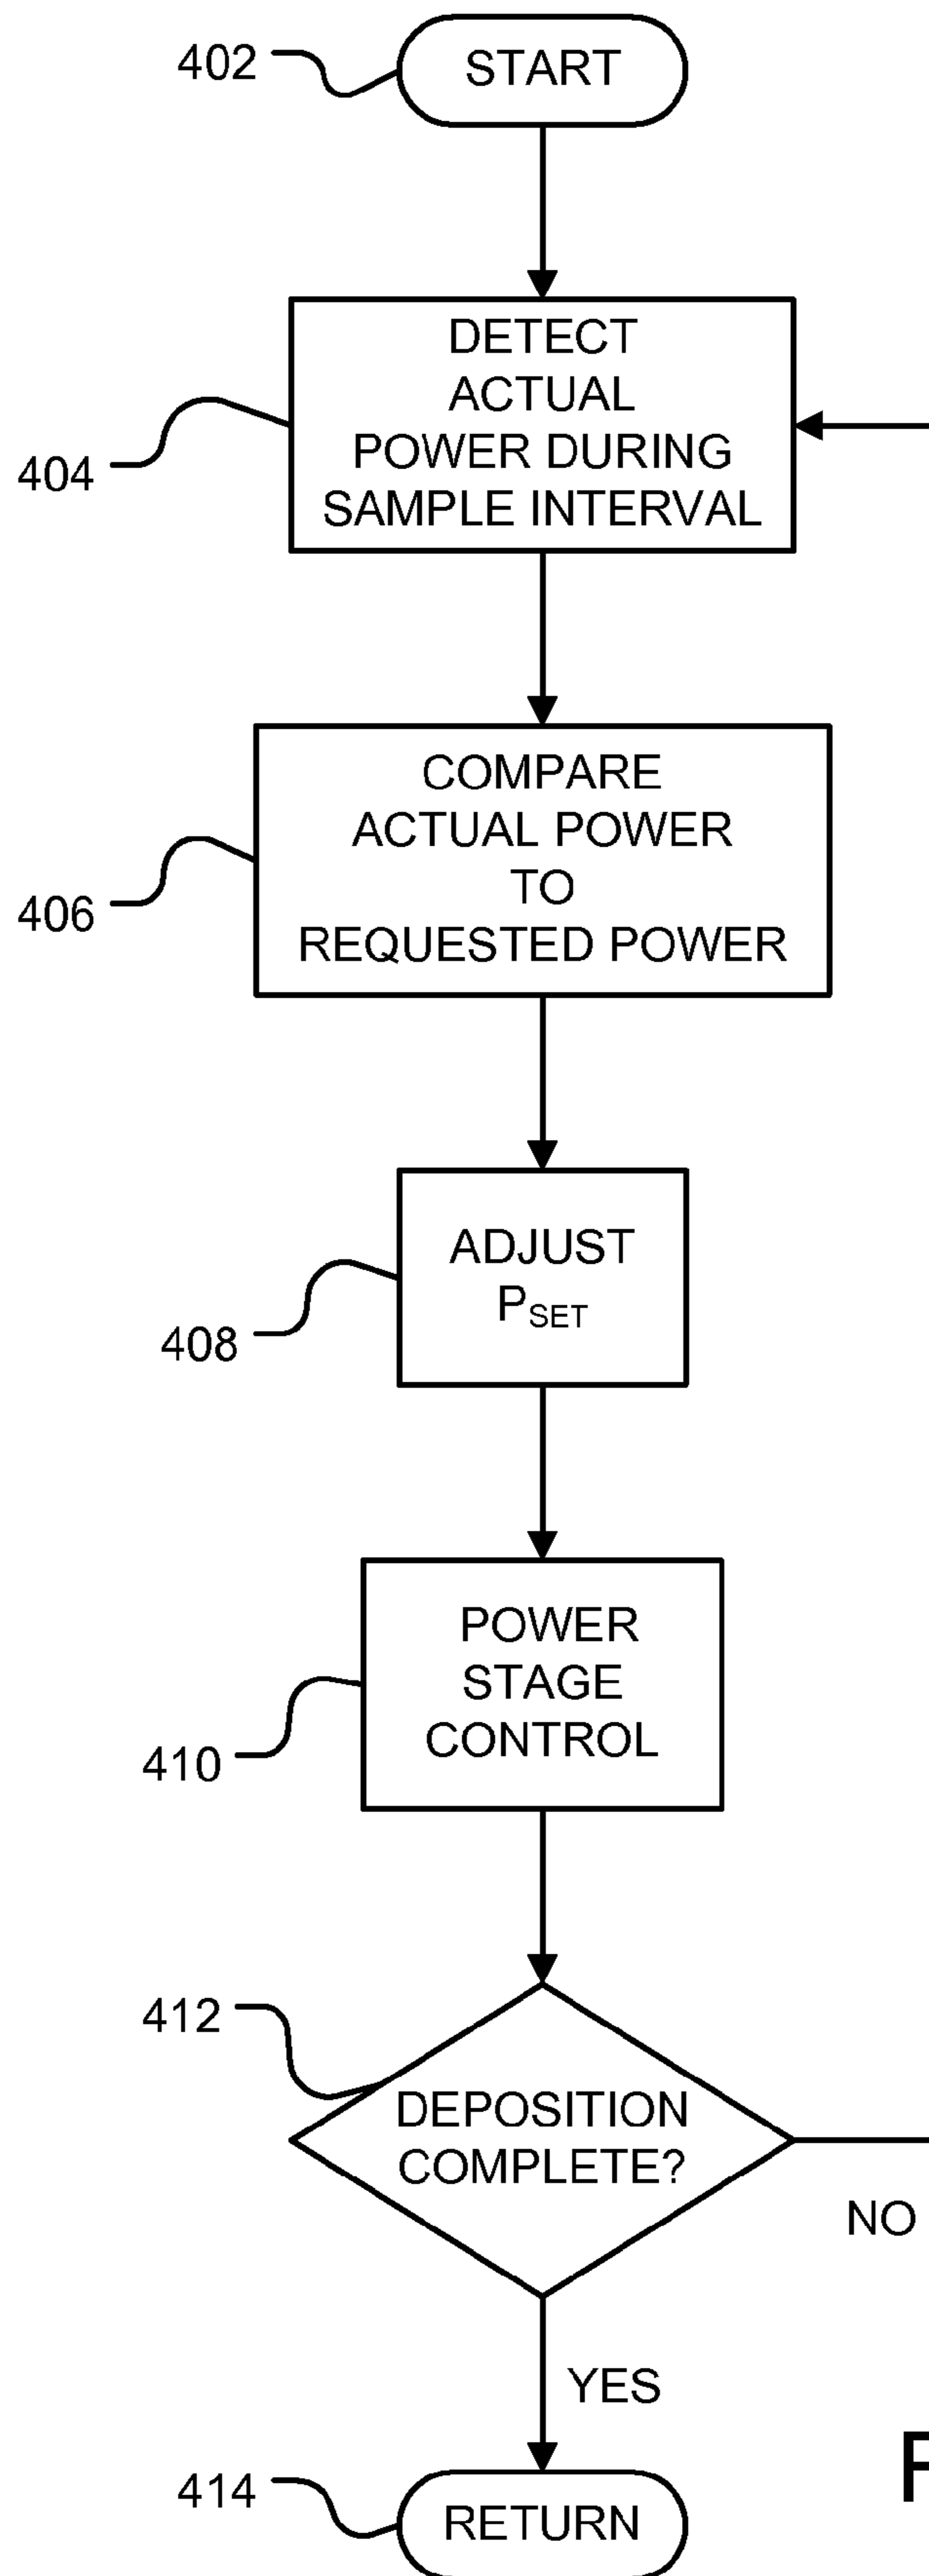 402
START
DETECT
ACTUAL
POWER DURING
SAMPLE INTERVAL
404
COMPARE
ACTUAL POWER
TO
REQUESTED POWER
406
ADJUST
PSET
408
POWER
STAGE
CONTROL
410
412
DEPOSITION
COMPLETE?
NO
YES
414
RETURN